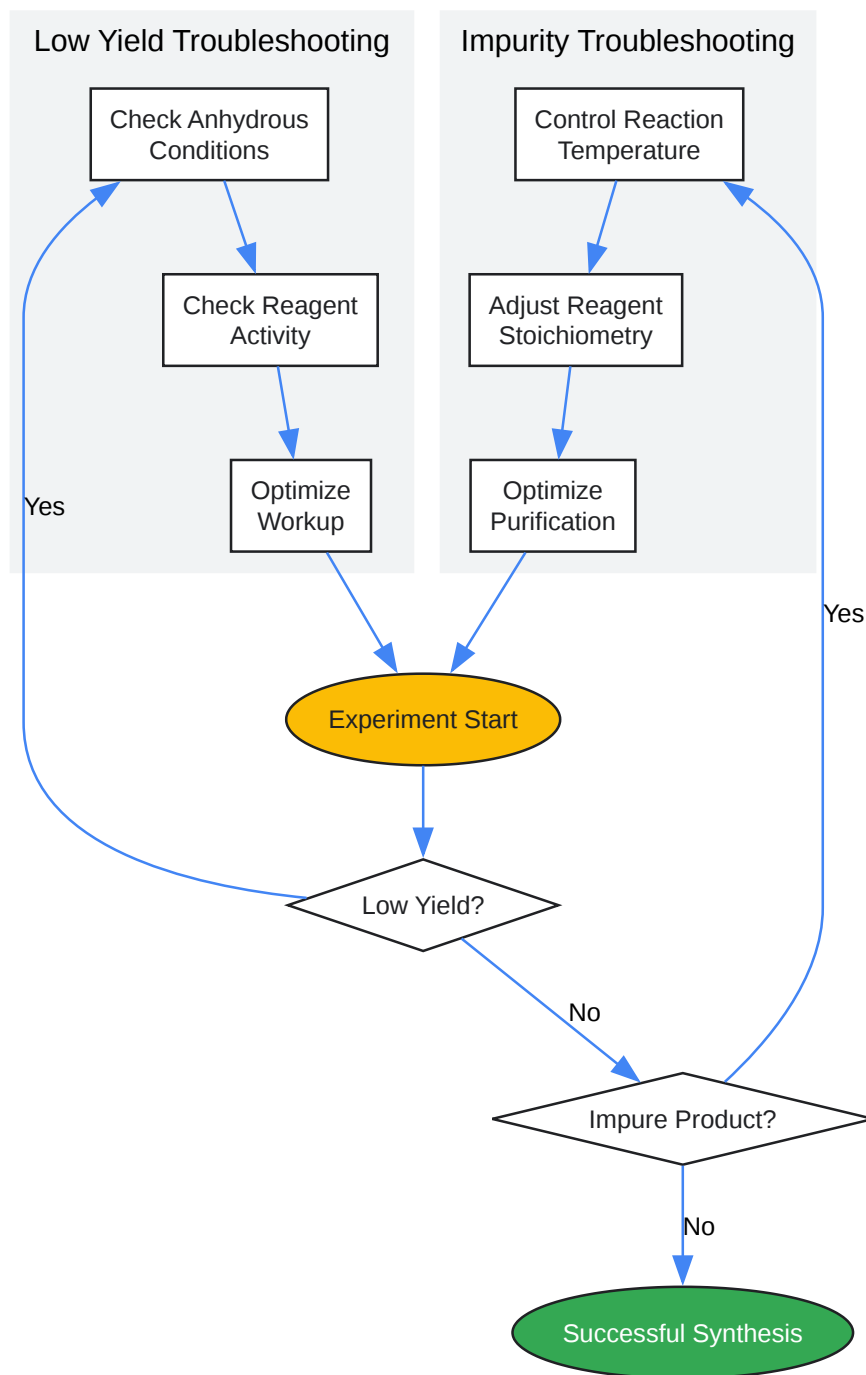 Low Yield Troubleshooting
Check Anhydrous
Conditions
Check Reagent
Activity
Optimize
Workup
Yes
Impurity Troubleshooting
Control Reaction
Temperature
Adjust Reagent
Stoichiometry
Optimize
Purification
Yes
Experiment Start
Low Yield?
No
Impure Product?
No
Successful Synthesis